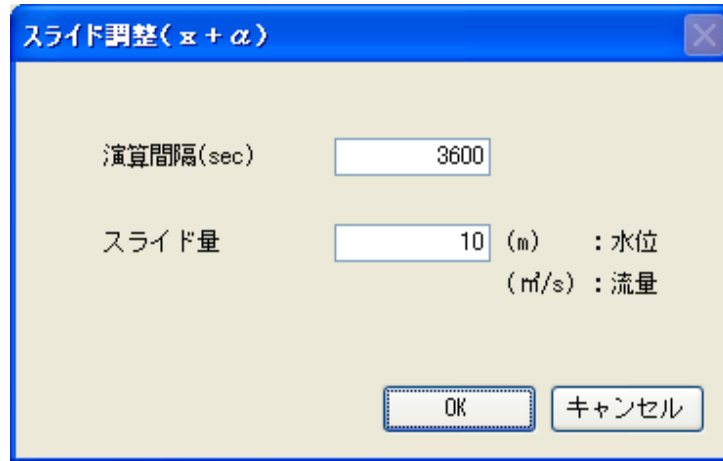 スライド調整(x+α)
演算間隔(sec) 3600
スライド量 10 (m) :水位
(㎥/s) :流量
OK キャンセル